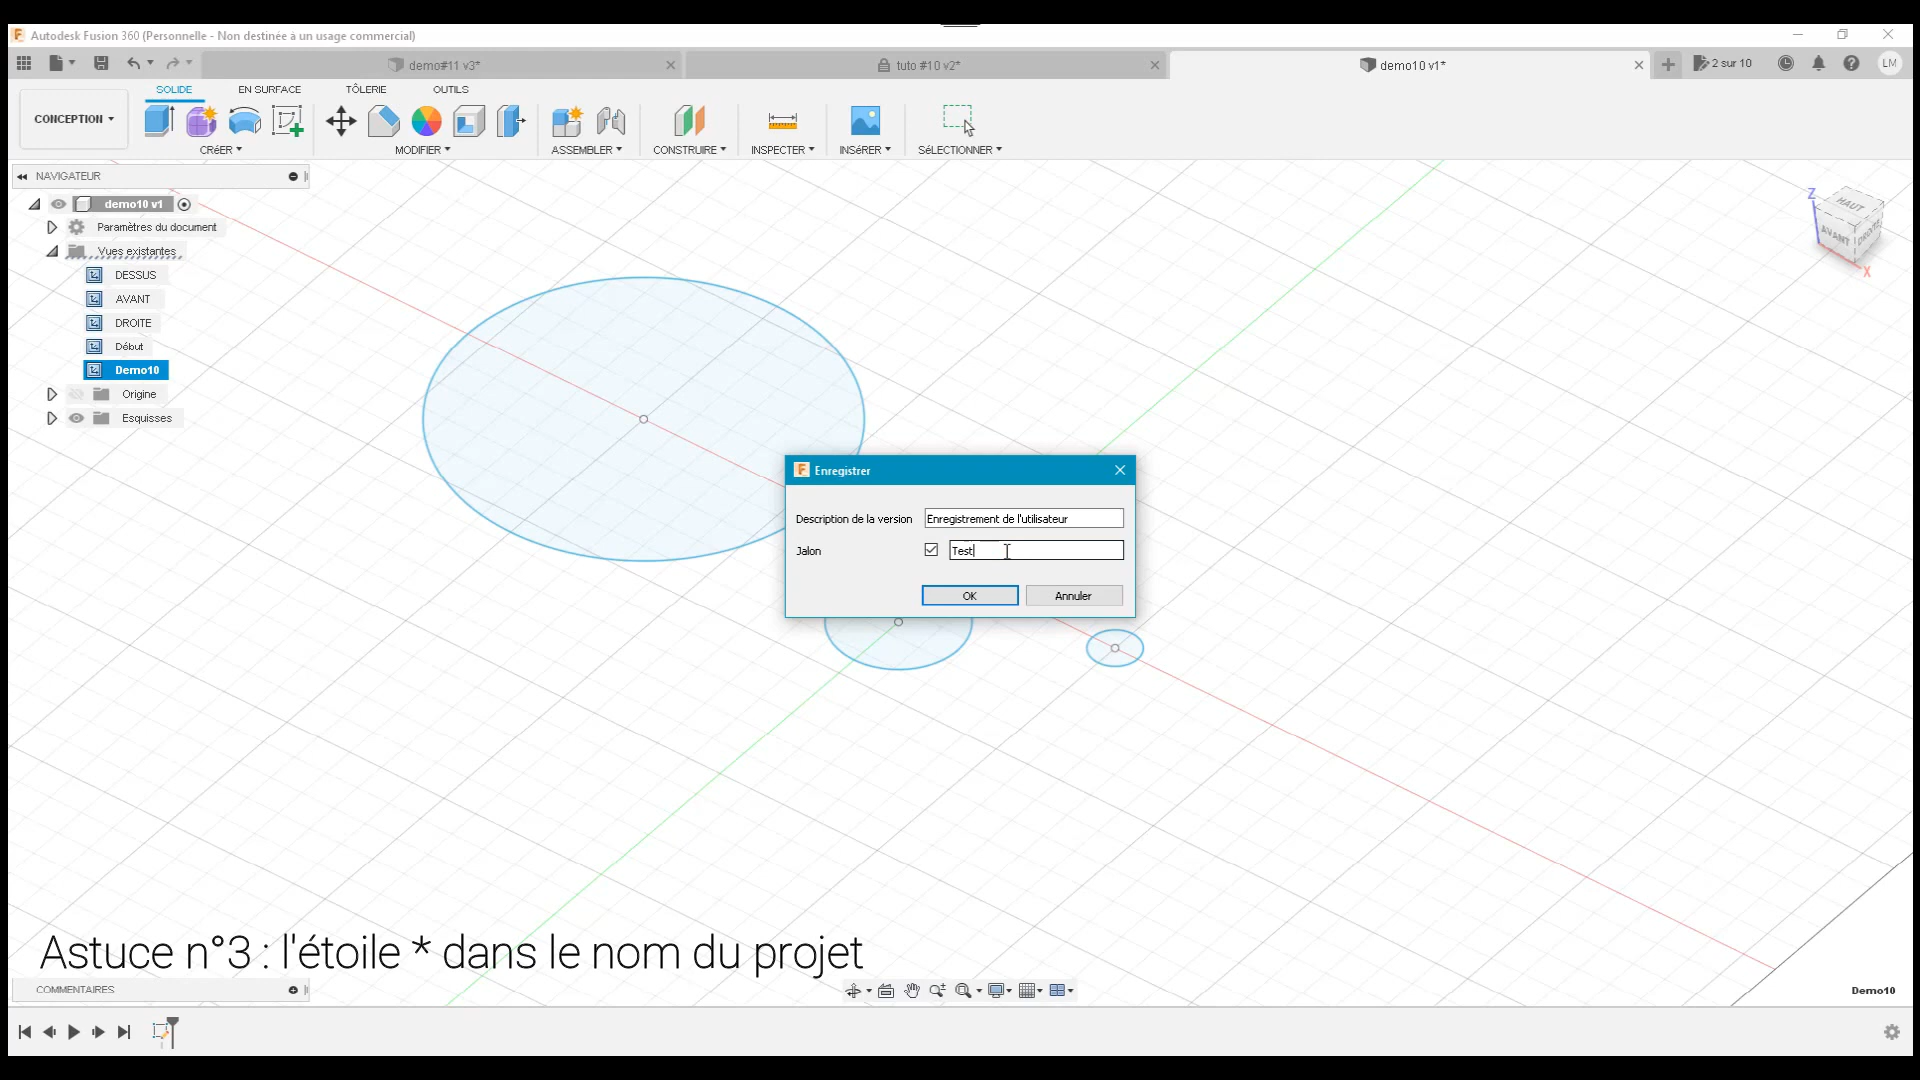 Autodesk Fusion 360 (Personnelle - Non destinée à un usage commercial)
demo#11 v3*
tuto #10 v2*
demo10 v1*
2 sur 10
LM
CONCEPTION
SOLIDE
EN SURFACE
TÔLERIE
OUTILS
CRéER
MODIFIER
ASSEMBLER
CONSTRUIRE
INSPECTER
INSéRER
SéLECTIONNER
NAVIGATEUR
demo10 v1
Paramètres du document
Vues existantes
DESSUS
AVANT
DROITE
Début
Demo10
Origine
Esquisses
Z
HAUT
AVANT
DROITE
X
Enregistrer
Description de la version
Enregistrement de l'utilisateur
Jalon
Test
OK
Annuler
Astuce n°3 : l'étoile * dans le nom du projet
COMMENTAIRES
Demo10